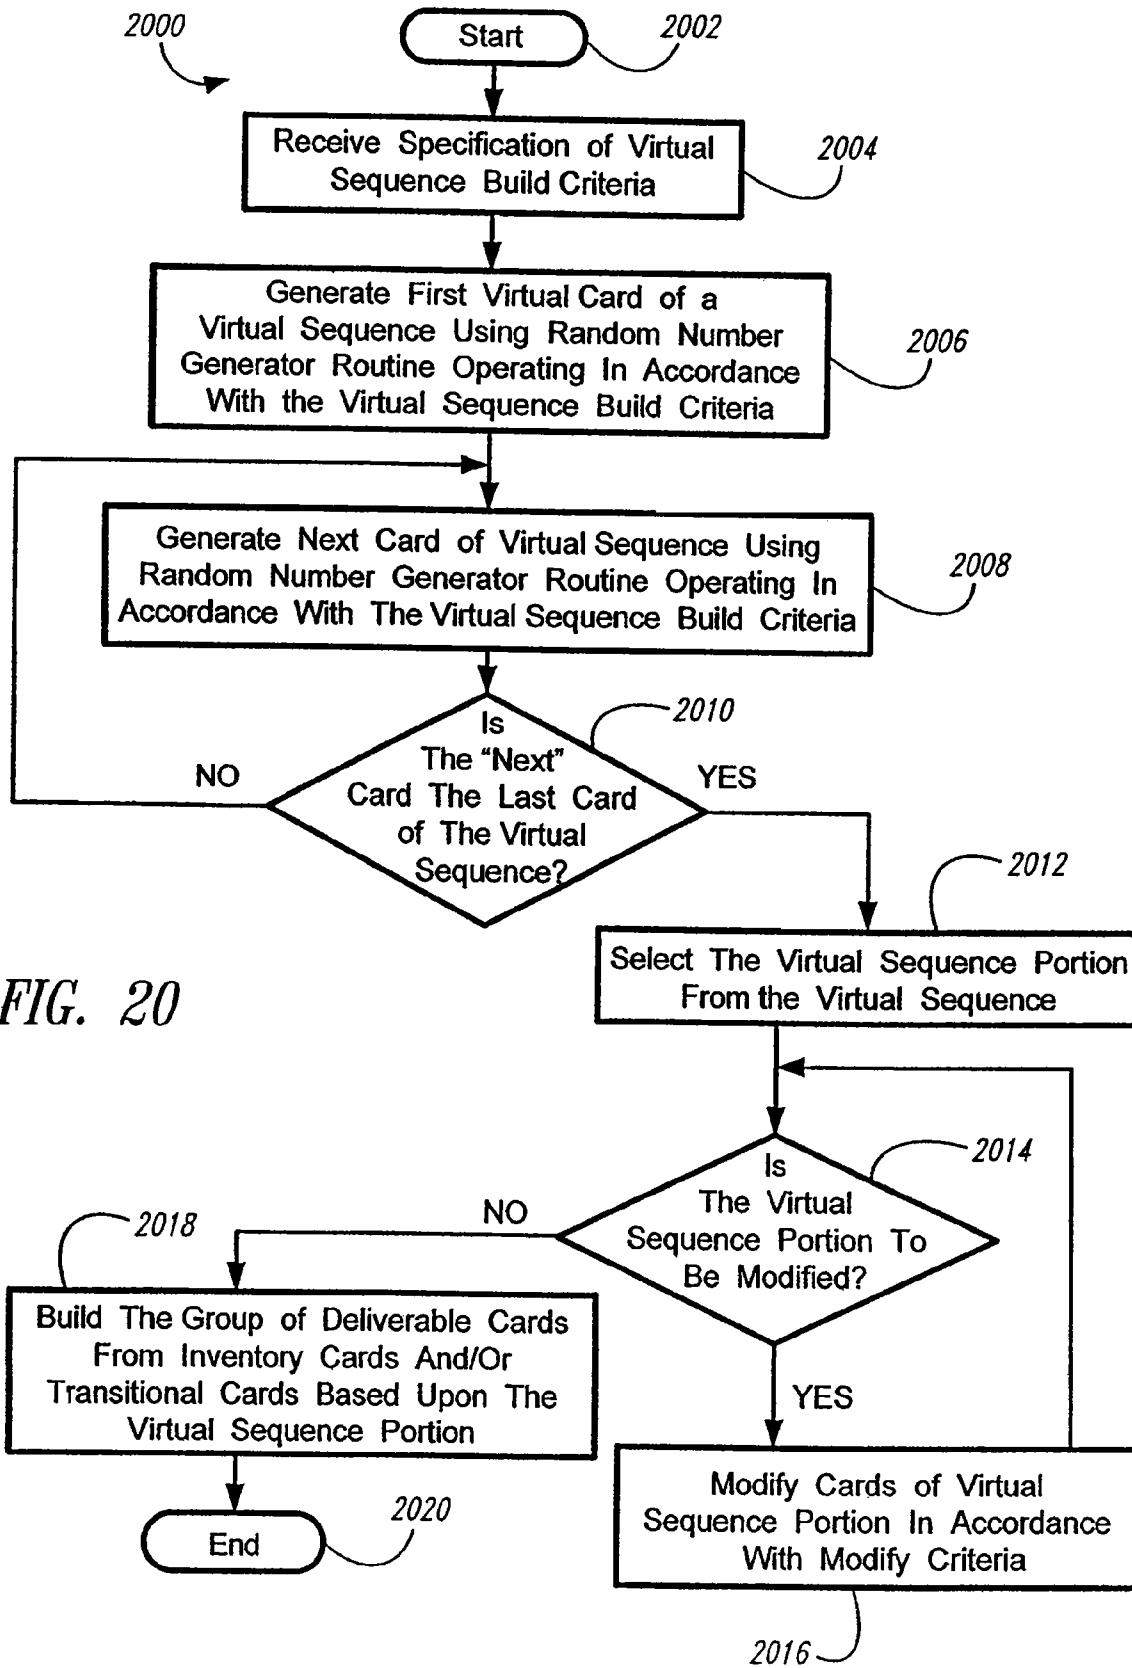 2000
Start
2002
Receive Specification of Virtual
Sequence Build Criteria
2004
Generate First Virtual Card of a
Virtual Sequence Using Random Number
Generator Routine Operating In Accordance
With the Virtual Sequence Build Criteria
2006
Generate Next Card of Virtual Sequence Using
Random Number Generator Routine Operating In
Accordance With The Virtual Sequence Build Criteria
2008
2010
Is
The "Next"
Card The Last Card
of The Virtual
Sequence?
NO
YES
2012
Select The Virtual Sequence Portion
From the Virtual Sequence
FIG. 20
2014
Is
The Virtual
Sequence Portion To
Be Modified?
NO
YES
2018
Build The Group of Deliverable Cards
From Inventory Cards And/Or
Transitional Cards Based Upon The
Virtual Sequence Portion
Modify Cards of Virtual
Sequence Portion In Accordance
With Modify Criteria
2016
End
2020